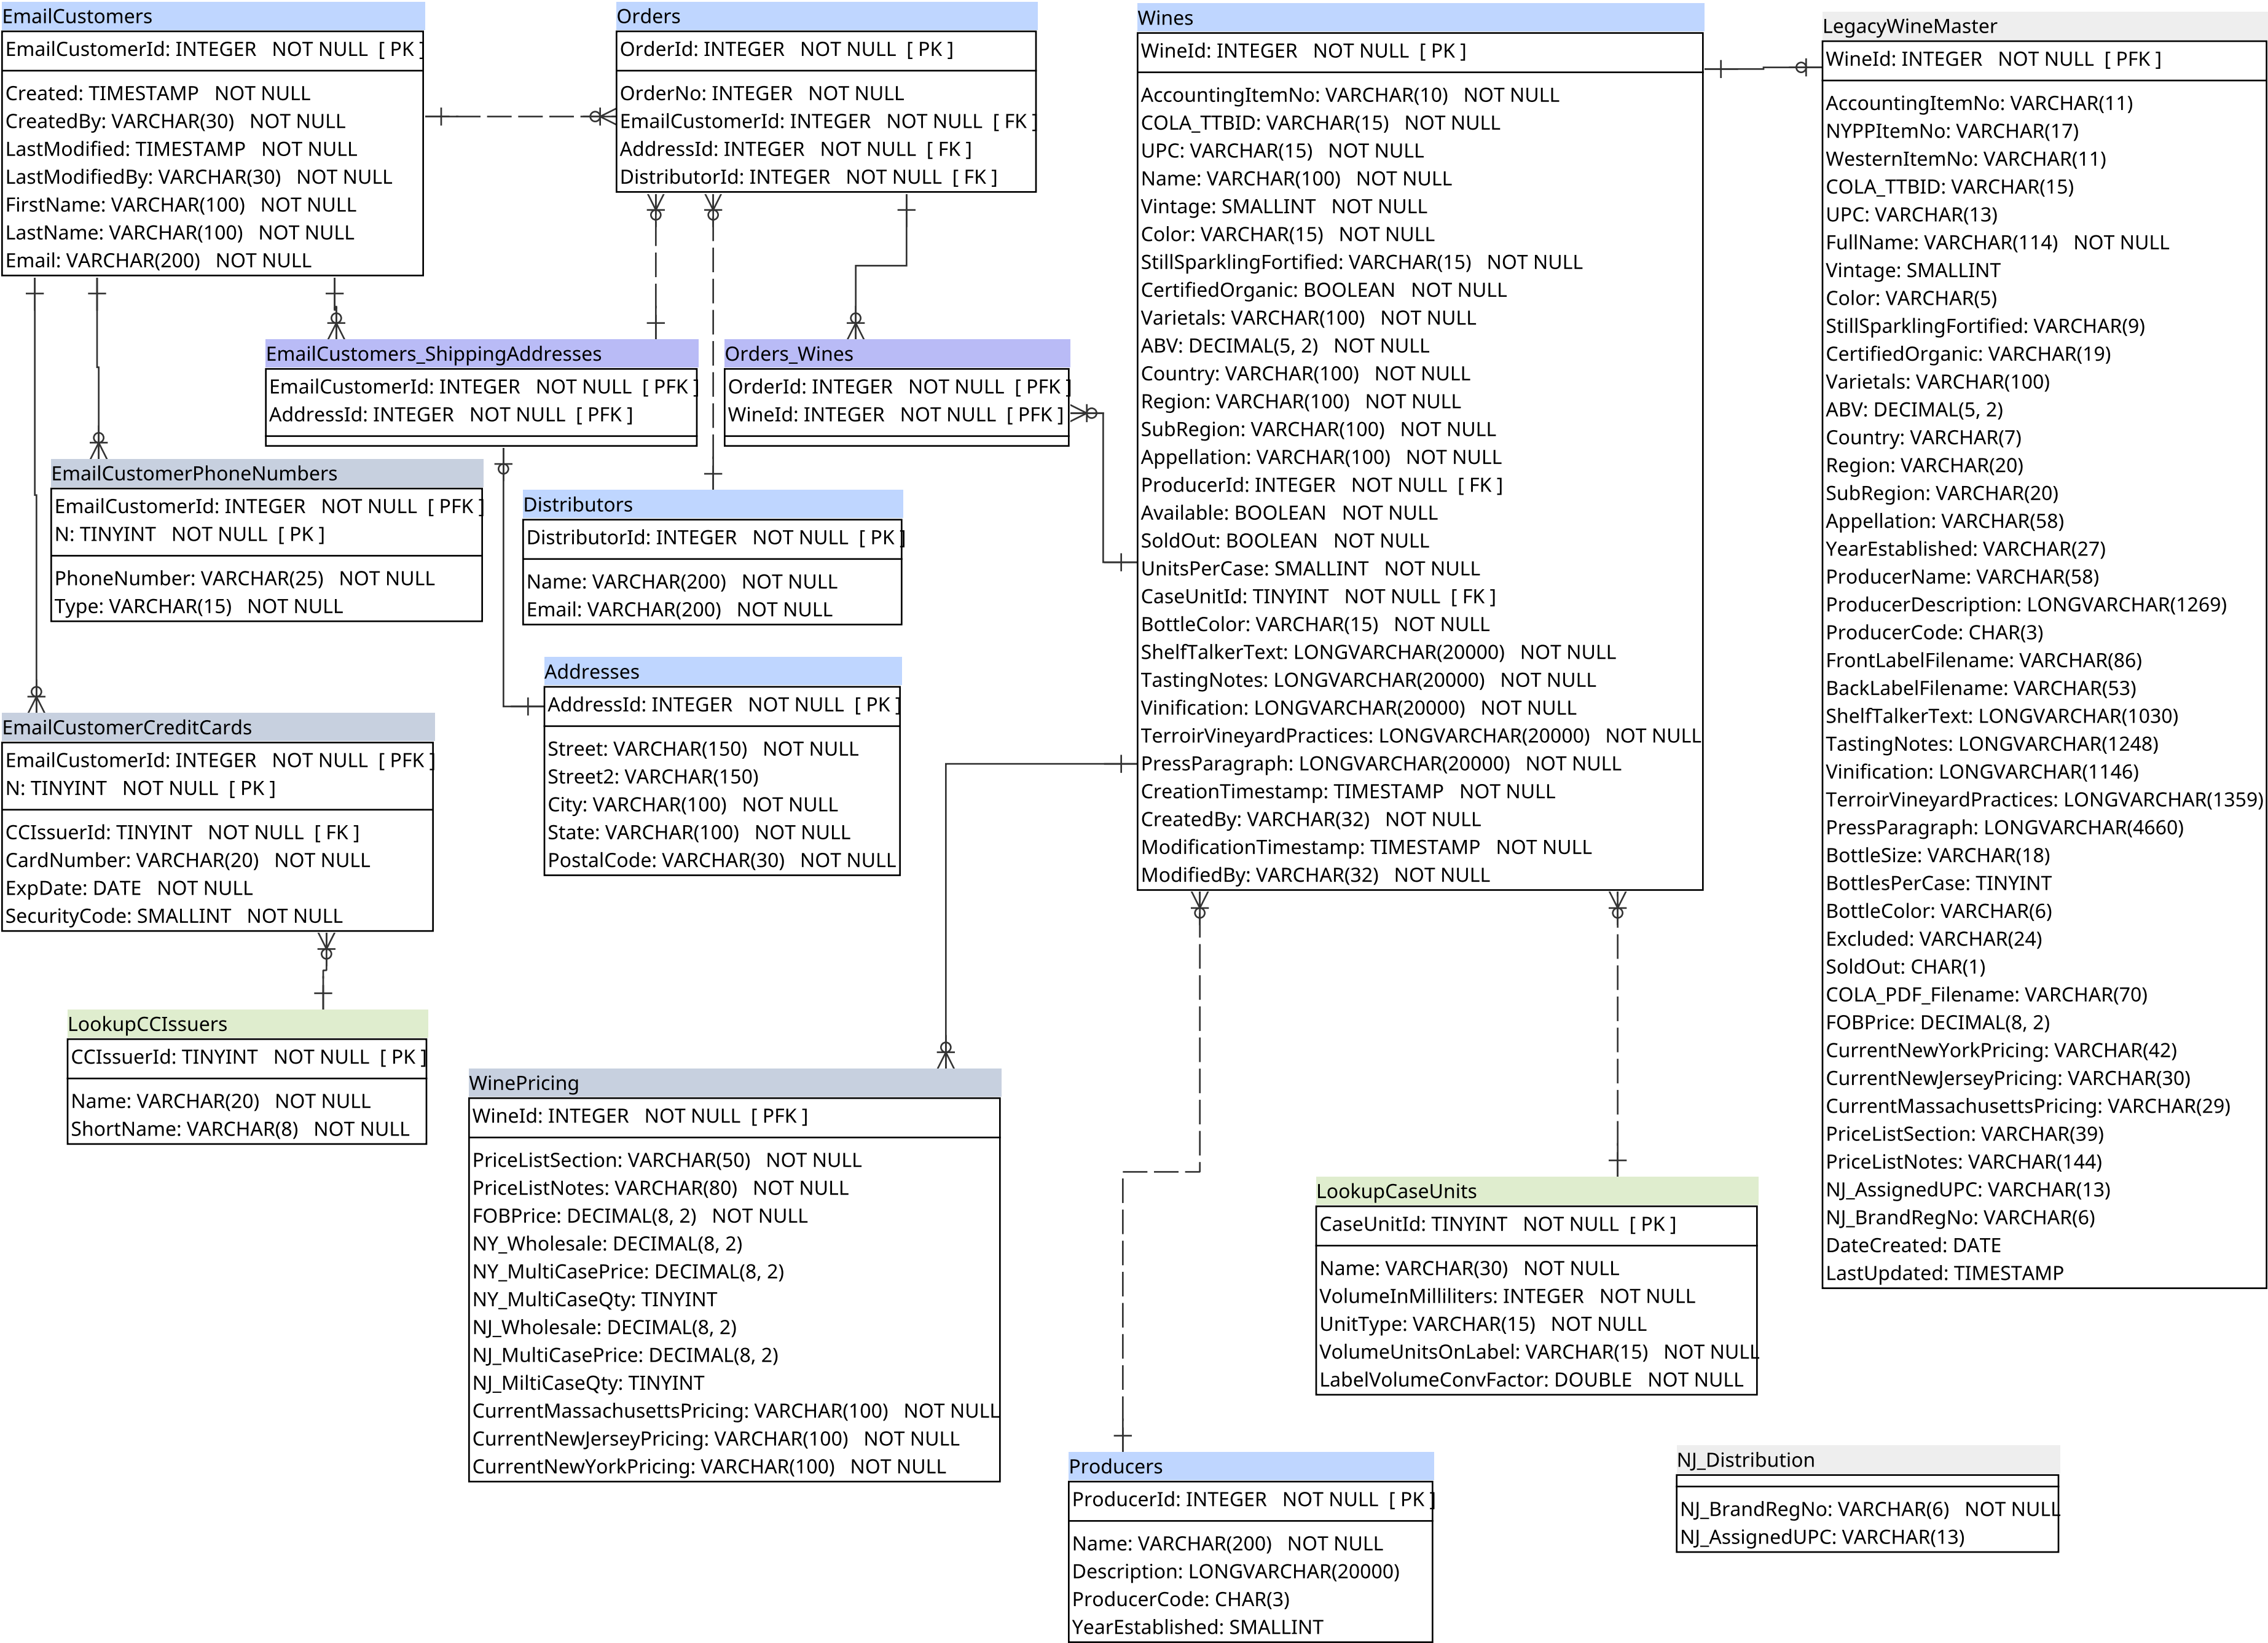 EmailCustomers
EmailCustomerId: INTEGER   NOT NULL  [ PK ]
Created: TIMESTAMP   NOT NULL
CreatedBy: VARCHAR(30)   NOT NULL
LastModified: TIMESTAMP   NOT NULL
LastModifiedBy: VARCHAR(30)   NOT NULL
FirstName: VARCHAR(100)   NOT NULL
LastName: VARCHAR(100)   NOT NULL
Email: VARCHAR(200)   NOT NULL
Orders
OrderId: INTEGER   NOT NULL  [ PK ]
OrderNo: INTEGER   NOT NULL
EmailCustomerId: INTEGER   NOT NULL  [ FK ]
AddressId: INTEGER   NOT NULL  [ FK ]
DistributorId: INTEGER   NOT NULL  [ FK ]
EmailCustomers_ShippingAddresses
EmailCustomerId: INTEGER   NOT NULL  [ PFK ]
AddressId: INTEGER   NOT NULL  [ PFK ]
Orders_Wines
OrderId: INTEGER   NOT NULL  [ PFK ]
WineId: INTEGER   NOT NULL  [ PFK ]
EmailCustomerPhoneNumbers
EmailCustomerId: INTEGER   NOT NULL  [ PFK ]
N: TINYINT   NOT NULL  [ PK ]
PhoneNumber: VARCHAR(25)   NOT NULL
Type: VARCHAR(15)   NOT NULL
Distributors
DistributorId: INTEGER   NOT NULL  [ PK ]
Name: VARCHAR(200)   NOT NULL
Email: VARCHAR(200)   NOT NULL
Addresses
AddressId: INTEGER   NOT NULL  [ PK ]
Street: VARCHAR(150)   NOT NULL
Street2: VARCHAR(150)
City: VARCHAR(100)   NOT NULL
State: VARCHAR(100)   NOT NULL
PostalCode: VARCHAR(30)   NOT NULL
EmailCustomerCreditCards
EmailCustomerId: INTEGER   NOT NULL  [ PFK ]
N: TINYINT   NOT NULL  [ PK ]
CCIssuerId: TINYINT   NOT NULL  [ FK ]
CardNumber: VARCHAR(20)   NOT NULL
ExpDate: DATE   NOT NULL
SecurityCode: SMALLINT   NOT NULL
LookupCCIssuers
CCIssuerId: TINYINT   NOT NULL  [ PK ]
Name: VARCHAR(20)   NOT NULL
ShortName: VARCHAR(8)   NOT NULL
WinePricing
WineId: INTEGER   NOT NULL  [ PFK ]
PriceListSection: VARCHAR(50)   NOT NULL
PriceListNotes: VARCHAR(80)   NOT NULL
FOBPrice: DECIMAL(8, 2)   NOT NULL
NY_Wholesale: DECIMAL(8, 2)
NY_MultiCasePrice: DECIMAL(8, 2)
NY_MultiCaseQty: TINYINT
NJ_Wholesale: DECIMAL(8, 2)
NJ_MultiCasePrice: DECIMAL(8, 2)
NJ_MiltiCaseQty: TINYINT
CurrentMassachusettsPricing: VARCHAR(100)   NOT NULL
CurrentNewJerseyPricing: VARCHAR(100)   NOT NULL
CurrentNewYorkPricing: VARCHAR(100)   NOT NULL
Wines
WineId: INTEGER   NOT NULL  [ PK ]
AccountingItemNo: VARCHAR(10)   NOT NULL
COLA_TTBID: VARCHAR(15)   NOT NULL
UPC: VARCHAR(15)   NOT NULL
Name: VARCHAR(100)   NOT NULL
Vintage: SMALLINT   NOT NULL
Color: VARCHAR(15)   NOT NULL
StillSparklingFortified: VARCHAR(15)   NOT NULL
CertifiedOrganic: BOOLEAN   NOT NULL
Varietals: VARCHAR(100)   NOT NULL
ABV: DECIMAL(5, 2)   NOT NULL
Country: VARCHAR(100)   NOT NULL
Region: VARCHAR(100)   NOT NULL
SubRegion: VARCHAR(100)   NOT NULL
Appellation: VARCHAR(100)   NOT NULL
ProducerId: INTEGER   NOT NULL  [ FK ]
Available: BOOLEAN   NOT NULL
SoldOut: BOOLEAN   NOT NULL
UnitsPerCase: SMALLINT   NOT NULL
CaseUnitId: TINYINT   NOT NULL  [ FK ]
BottleColor: VARCHAR(15)   NOT NULL
ShelfTalkerText: LONGVARCHAR(20000)   NOT NULL
TastingNotes: LONGVARCHAR(20000)   NOT NULL
Vinification: LONGVARCHAR(20000)   NOT NULL
TerroirVineyardPractices: LONGVARCHAR(20000)   NOT NULL
PressParagraph: LONGVARCHAR(20000)   NOT NULL
CreationTimestamp: TIMESTAMP   NOT NULL
CreatedBy: VARCHAR(32)   NOT NULL
ModificationTimestamp: TIMESTAMP   NOT NULL
ModifiedBy: VARCHAR(32)   NOT NULL
LookupCaseUnits
CaseUnitId: TINYINT   NOT NULL  [ PK ]
Name: VARCHAR(30)   NOT NULL
VolumeInMilliliters: INTEGER   NOT NULL
UnitType: VARCHAR(15)   NOT NULL
VolumeUnitsOnLabel: VARCHAR(15)   NOT NULL
LabelVolumeConvFactor: DOUBLE   NOT NULL
Producers
ProducerId: INTEGER   NOT NULL  [ PK ]
Name: VARCHAR(200)   NOT NULL
Description: LONGVARCHAR(20000)
ProducerCode: CHAR(3)
YearEstablished: SMALLINT
LegacyWineMaster
WineId: INTEGER   NOT NULL  [ PFK ]
AccountingItemNo: VARCHAR(11)
NYPPItemNo: VARCHAR(17)
WesternItemNo: VARCHAR(11)
COLA_TTBID: VARCHAR(15)
UPC: VARCHAR(13)
FullName: VARCHAR(114)   NOT NULL
Vintage: SMALLINT
Color: VARCHAR(5)
StillSparklingFortified: VARCHAR(9)
CertifiedOrganic: VARCHAR(19)
Varietals: VARCHAR(100)
ABV: DECIMAL(5, 2)
Country: VARCHAR(7)
Region: VARCHAR(20)
SubRegion: VARCHAR(20)
Appellation: VARCHAR(58)
YearEstablished: VARCHAR(27)
ProducerName: VARCHAR(58)
ProducerDescription: LONGVARCHAR(1269)
ProducerCode: CHAR(3)
FrontLabelFilename: VARCHAR(86)
BackLabelFilename: VARCHAR(53)
ShelfTalkerText: LONGVARCHAR(1030)
TastingNotes: LONGVARCHAR(1248)
Vinification: LONGVARCHAR(1146)
TerroirVineyardPractices: LONGVARCHAR(1359)
PressParagraph: LONGVARCHAR(4660)
BottleSize: VARCHAR(18)
BottlesPerCase: TINYINT
BottleColor: VARCHAR(6)
Excluded: VARCHAR(24)
SoldOut: CHAR(1)
COLA_PDF_Filename: VARCHAR(70)
FOBPrice: DECIMAL(8, 2)
CurrentNewYorkPricing: VARCHAR(42)
CurrentNewJerseyPricing: VARCHAR(30)
CurrentMassachusettsPricing: VARCHAR(29)
PriceListSection: VARCHAR(39)
PriceListNotes: VARCHAR(144)
NJ_AssignedUPC: VARCHAR(13)
NJ_BrandRegNo: VARCHAR(6)
DateCreated: DATE
LastUpdated: TIMESTAMP
NJ_Distribution
NJ_BrandRegNo: VARCHAR(6)   NOT NULL
NJ_AssignedUPC: VARCHAR(13)